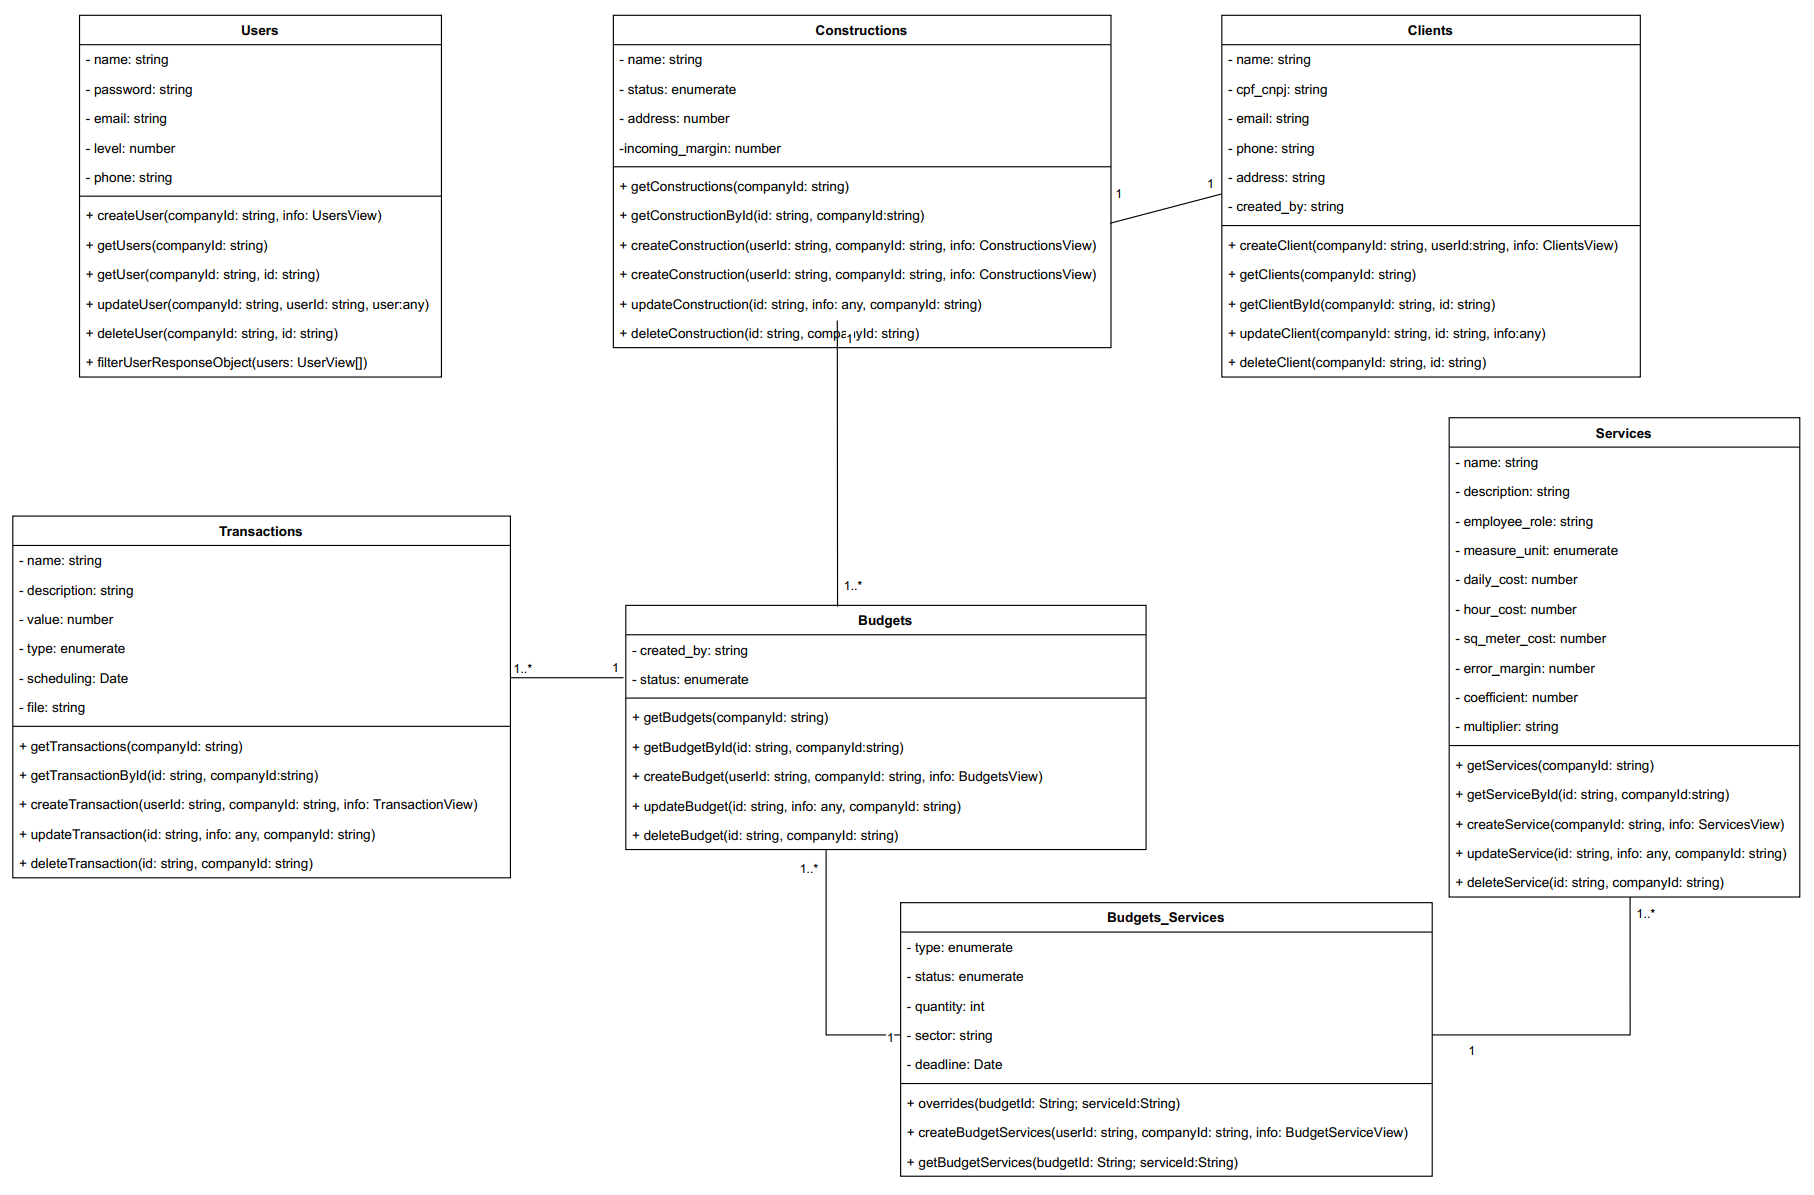 Users
- name: string
- password: string
- email: string
- level: number
- phone: string
+ createUser(companyId: string, info: UsersView)
+ getUsers(companyId: string)
+ getUser(companyId: string, id: string)
+ updateUser(companyId: string, userId: string, user:any)
+ deleteUser(companyId: string, id: string)
+ filterUserResponseObject(users: UserView[])
Constructions
- name: string
- status: enumerate
- address: number
-incoming_margin: number
+ getConstructions(companyId: string)
+ getConstructionById(id: string, companyId:string)
+ createConstruction(userId: string, companyId: string, info: ConstructionsView)
+ createConstruction(userId: string, companyId: string, info: ConstructionsView)
+ updateConstruction(id: string, info: any, companyId: string)
+ deleteConstruction(id: string, companyId: string)
1
1
1
Clients
- name: string
- cpf_cnpj: string
- email: string
- phone: string
- address: string
- created_by: string
+ createClient(companyId: string, userId:string, info: ClientsView)
+ getClients(companyId: string)
+ getClientById(companyId: string, id: string)
+ updateClient(companyId: string, id: string, info:any)
+ deleteClient(companyId: string, id: string)
Services
- name: string
- description: string
- employee_role: string
- measure_unit: enumerate
- daily_cost: number
- hour_cost: number
- sq_meter_cost: number
- error_margin: number
- coefficient: number
- multiplier: string
+ getServices(companyId: string)
+ getServiceById(id: string, companyId:string)
+ createService(companyId: string, info: ServicesView)
+ updateService(id: string, info: any, companyId: string)
+ deleteService(id: string, companyId: string)
1..*
Transactions
- name: string
- description: string
- value: number
- type: enumerate
- scheduling: Date
- file: string
+ getTransactions(companyId: string)
+ getTransactionById(id: string, companyId:string)
+ createTransaction(userId: string, companyId: string, info: TransactionView)
+ updateTransaction(id: string, info: any, companyId: string)
+ deleteTransaction(id: string, companyId: string)
1..*
1
1..*
Budgets
- created_by: string
- status: enumerate
+ getBudgets(companyId: string)
+ getBudgetById(id: string, companyId:string)
+ createBudget(userId: string, companyId: string, info: BudgetsView)
+ updateBudget(id: string, info: any, companyId: string)
+ deleteBudget(id: string, companyId: string)
1..*
1
Budgets_Services
- type: enumerate
- status: enumerate
- quantity: int
- sector: string
- deadline: Date
+ overrides(budgetId: String; serviceId:String)
+ createBudgetServices(userId: string, companyId: string, info: BudgetServiceView)
+ getBudgetServices(budgetId: String; serviceId:String)
1